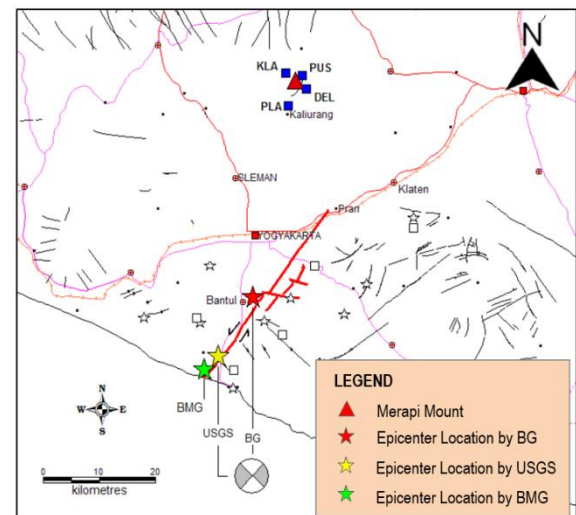 N
KLA
PUS
DEL
PLA
Kaliurang
SLEMAN
Klaten
Pran
YOGYAKARTA
Bantul
BMG
USGS
BG
N
W E
S
0 10 20
kilometres
LEGEND
Merapi Mount
Epicenter Location by BG
Epicenter Location by USGS
Epicenter Location by BMG